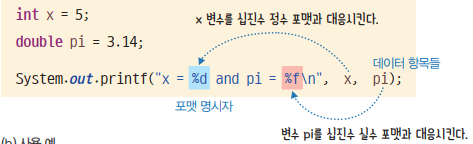 int x = 5;
x 변수를 십진수 정수 포맷과 대응시킨다.
double pi = 3.14;
데이터 항목들
System.out.printf("x = %d and pi = %f\n", x, pi);
포맷 명시자
변수 pi를 십진수 실수 포맷과 대응시킨다.